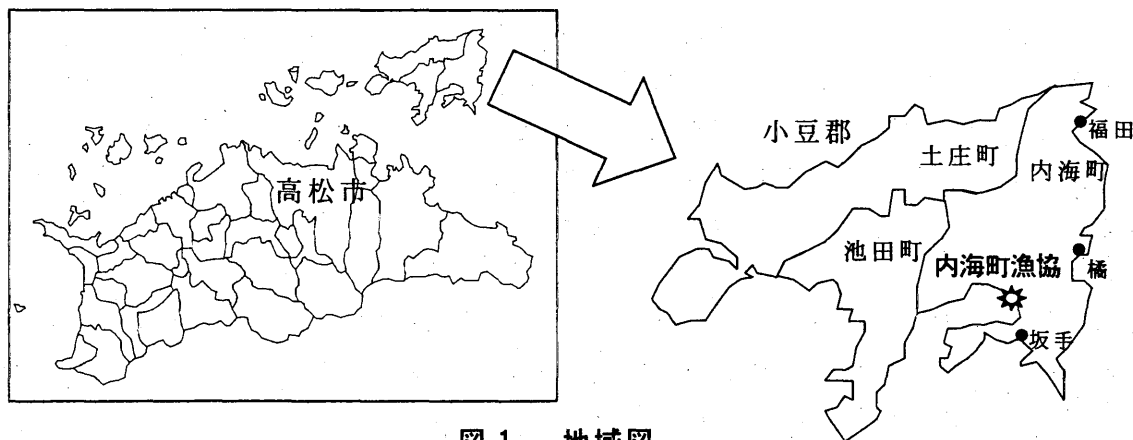 高松市
小豆郡
土庄町
福田
内海町
池田町
内海町漁協
橘
坂手
図1 地域図